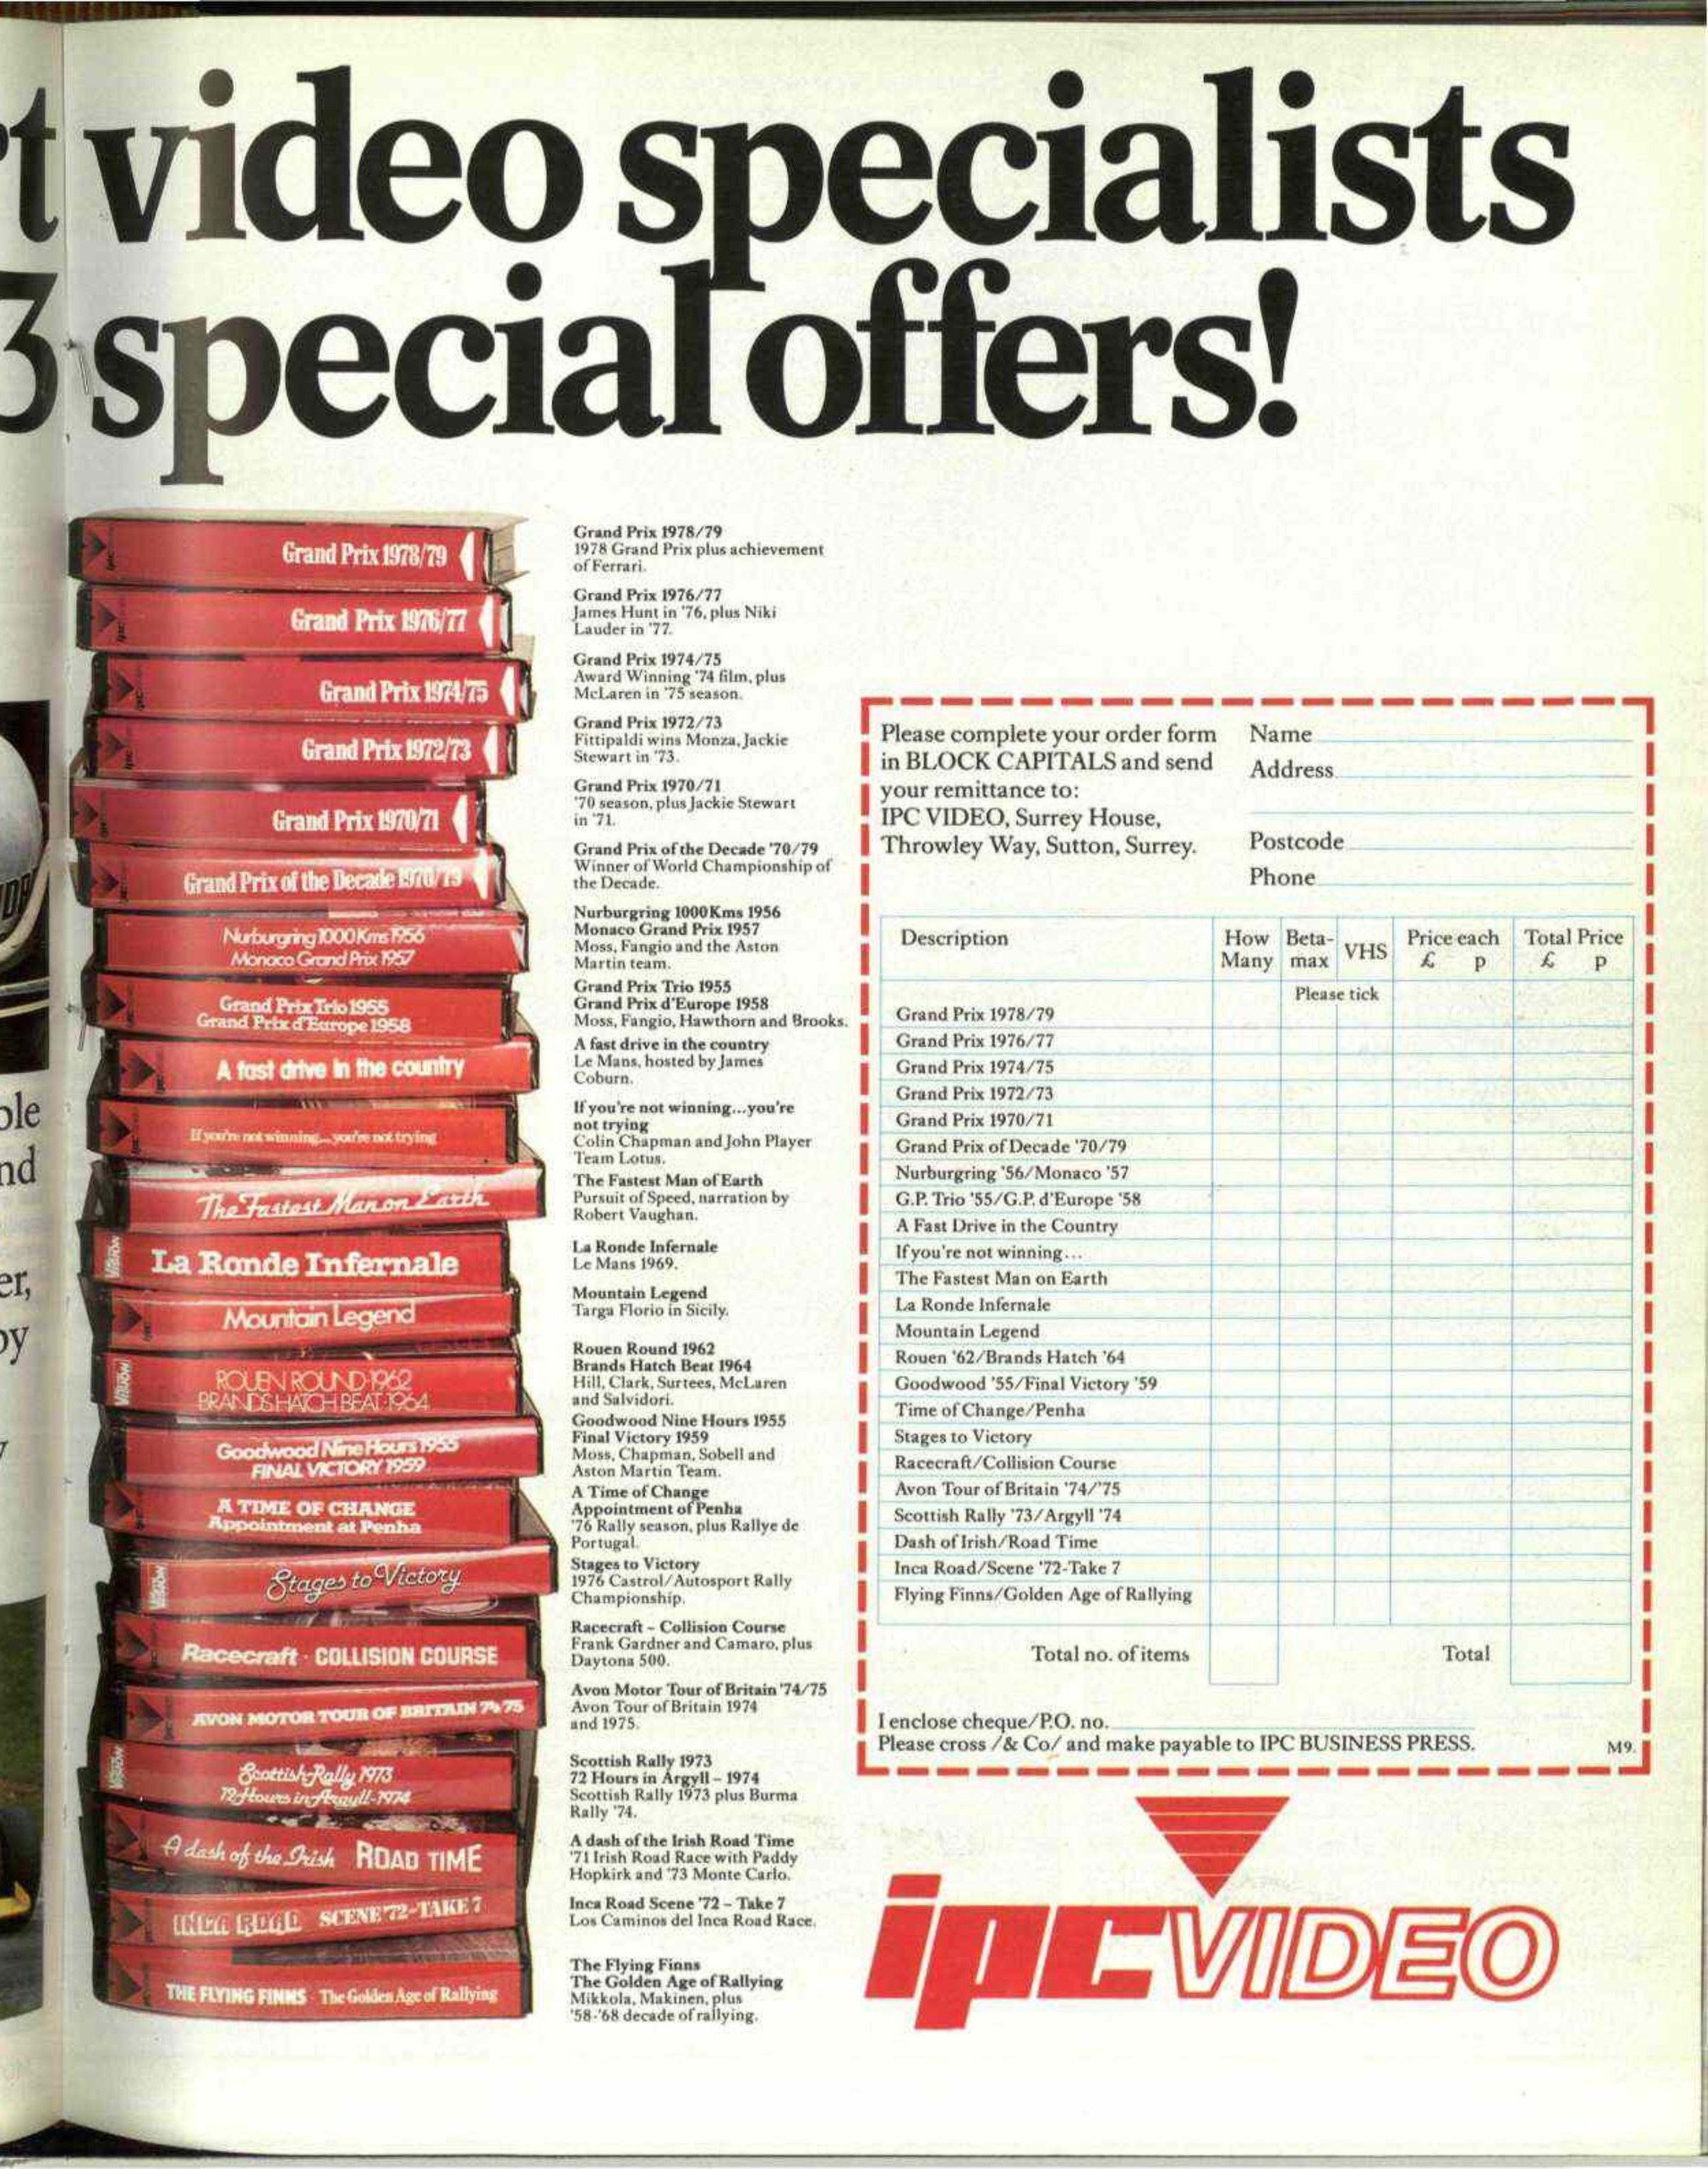 t video specialists
3 special offers!
ole
nd
er,
by
y
Grand Prix 1978/79
Grand Prix 1976/77
Grand Prix 1974/75
Grand Prix 1972/73
Grand Prix 1970/71
Grand Prix of the Decade 1970/79
Nurburgring 1000 Kms 1956
Monaco Grand Prix 1957
Grand Prix Trio 1955
Grand Prix d'Europe 1958
A fast drive in the country
If you're not winning... you're not trying
The Fastest Man on Earth
La Ronde Infernale
Mountain Legend
ROUEN ROUND·1962
BRANDS HATCH BEAT·1964
Goodwood Nine Hours 1955
FINAL VICTORY 1959
A TIME OF CHANGE
Appointment at Penha
Stages to Victory
Racecraft · COLLISION COURSE
AVON MOTOR TOUR OF BRITAIN 74/75
Scottish Rally 1973
72 Hours in Argyll-1974
A dash of the Irish ROAD TIME
INCA ROAD SCENE '72-TAKE 7
THE FLYING FINNS · The Golden Age of Rallying
Grand Prix 1978/79
1978 Grand Prix plus achievement
of Ferrari.
Grand Prix 1976/77
James Hunt in '76, plus Niki
Lauder in '77.
Grand Prix 1974/75
Award Winning '74 film, plus
McLaren in '75 season.
Grand Prix 1972/73
Fittipaldi wins Monza, Jackie
Stewart in '73.
Grand Prix 1970/71
'70 season, plus Jackie Stewart
in '71.
Grand Prix of the Decade '70/79
Winner of World Championship of
the Decade.
Nurburgring 1000 Kms 1956
Monaco Grand Prix 1957
Moss, Fangio and the Aston
Martin team.
Grand Prix Trio 1955
Grand Prix d'Europe 1958
Moss, Fangio, Hawthorn and Brooks.
A fast drive in the country
Le Mans, hosted by James
Coburn.
If you're not winning...you're
not trying
Colin Chapman and John Player
Team Lotus.
The Fastest Man of Earth
Pursuit of Speed, narration by
Robert Vaughan.
La Ronde Infernale
Le Mans 1969.
Mountain Legend
Targa Florio in Sicily.
Rouen Round 1962
Brands Hatch Beat 1964
Hill, Clark, Surtees, McLaren
and Salvidori.
Goodwood Nine Hours 1955
Final Victory 1959
Moss, Chapman, Sobell and
Aston Martin Team.
A Time of Change
Appointment of Penha
'76 Rally season, plus Rallye de
Portugal.
Stages to Victory
1976 Castrol/Autosport Rally
Championship.
Racecraft – Collision Course
Frank Gardner and Camaro, plus
Daytona 500.
Avon Motor Tour of Britain '74/75
Avon Tour of Britain 1974
and 1975.
Scottish Rally 1973
72 Hours in Argyll – 1974
Scottish Rally 1973 plus Burma
Rally '74.
A dash of the Irish Road Time
'71 Irish Road Race with Paddy
Hopkirk and '73 Monte Carlo.
Inca Road Scene '72 – Take 7
Los Caminos del Inca Road Race.
The Flying Finns
The Golden Age of Rallying
Mikkola, Makinen, plus
'58-'68 decade of rallying.
Please complete your order form
in BLOCK CAPITALS and send
your remittance to:
IPC VIDEO, Surrey House,
Throwley Way, Sutton, Surrey.
Name
Address
Postcode
Phone
Description How Many Beta-max VHS Price each £ p Total Price £ p
Please tick
Grand Prix 1978/79
Grand Prix 1976/77
Grand Prix 1974/75
Grand Prix 1972/73
Grand Prix 1970/71
Grand Prix of Decade '70/79
Nurburgring '56/Monaco '57
G.P. Trio '55/G.P. d'Europe '58
A Fast Drive in the Country
If you're not winning...
The Fastest Man on Earth
La Ronde Infernale
Mountain Legend
Rouen '62/Brands Hatch '64
Goodwood '55/Final Victory '59
Time of Change/Penha
Stages to Victory
Racecraft/Collision Course
Avon Tour of Britain '74/'75
Scottish Rally '73/Argyll '74
Dash of Irish/Road Time
Inca Road/Scene '72-Take 7
Flying Finns/Golden Age of Rallying
Total no. of items Total
I enclose cheque/P.O. no.
Please cross /& Co/ and make payable to IPC BUSINESS PRESS.
M9.
ipc VIDEO